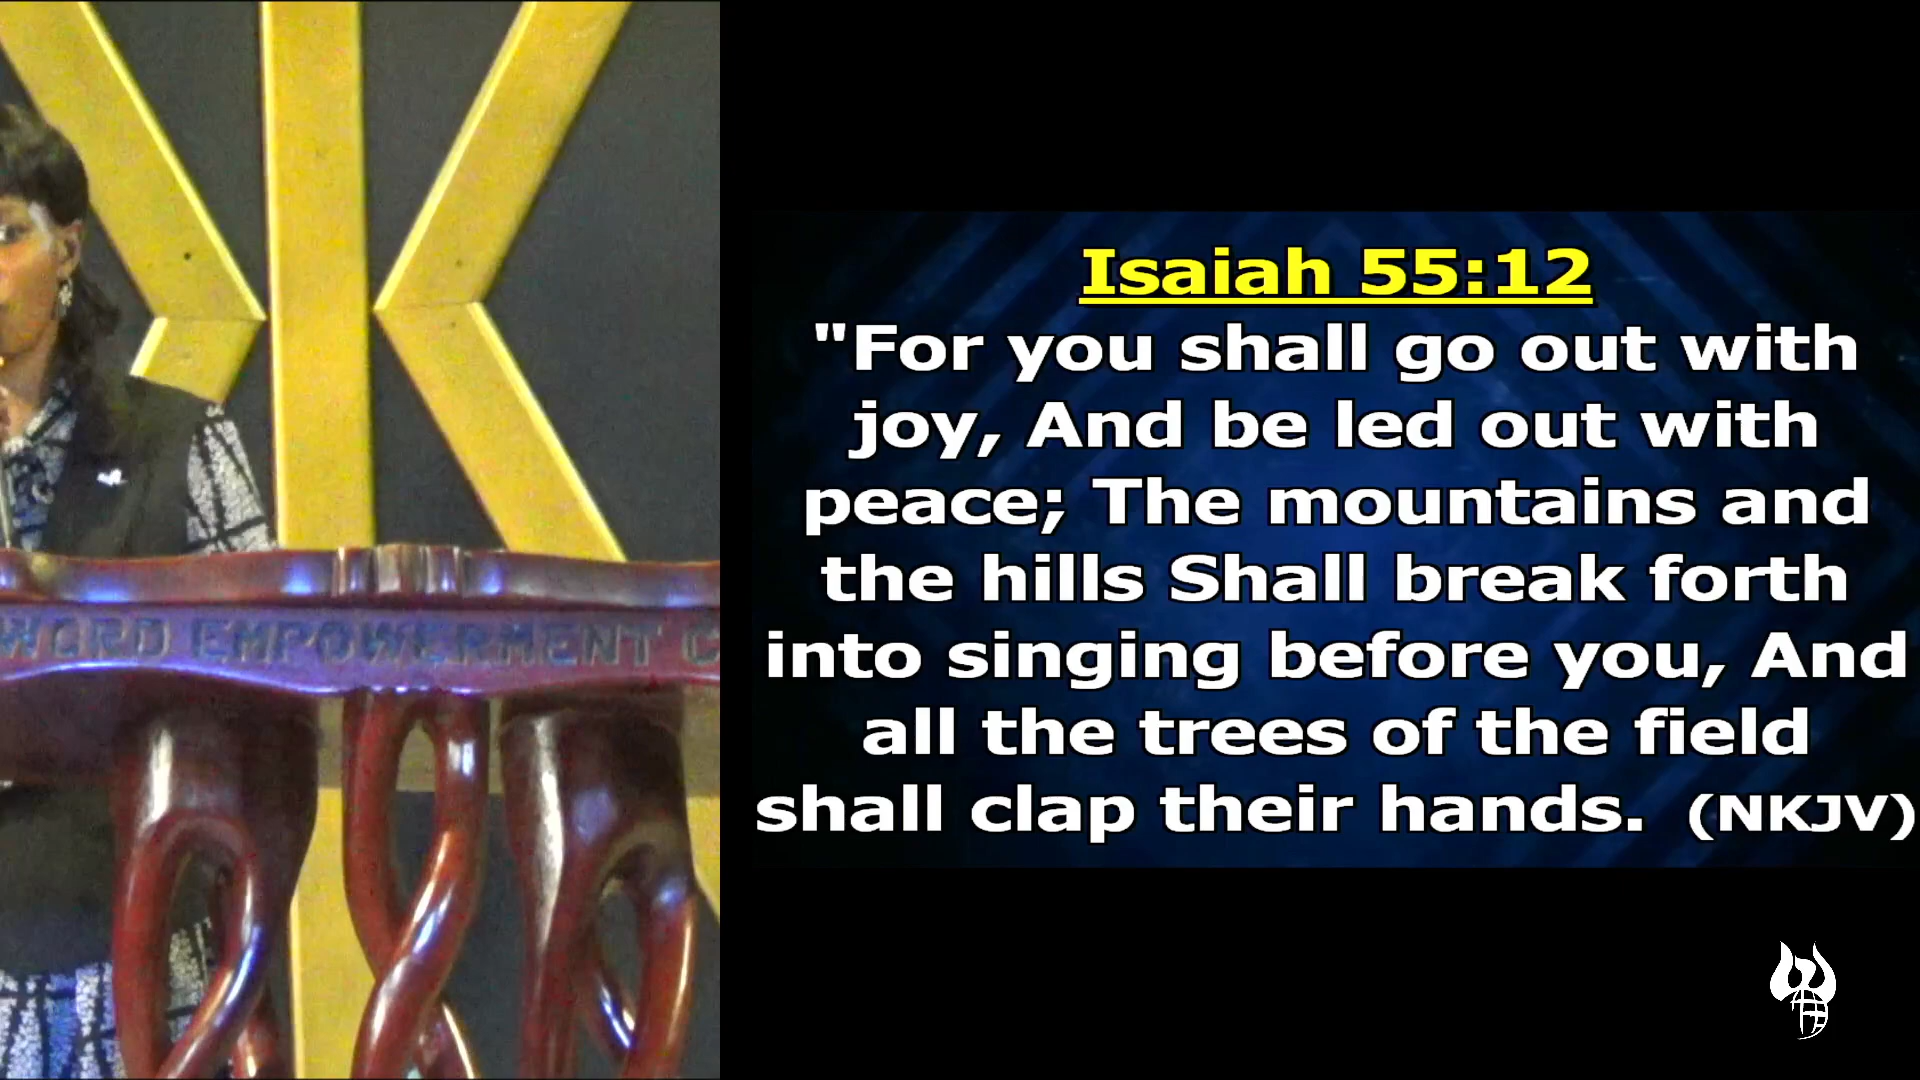 WORD EMPOWERMENT C
Isaiah 55:12
"For you shall go out with
joy, And be led out with
peace; The mountains and
the hills Shall break forth
into singing before you, And
all the trees of the field
shall clap their hands. (NKJV)